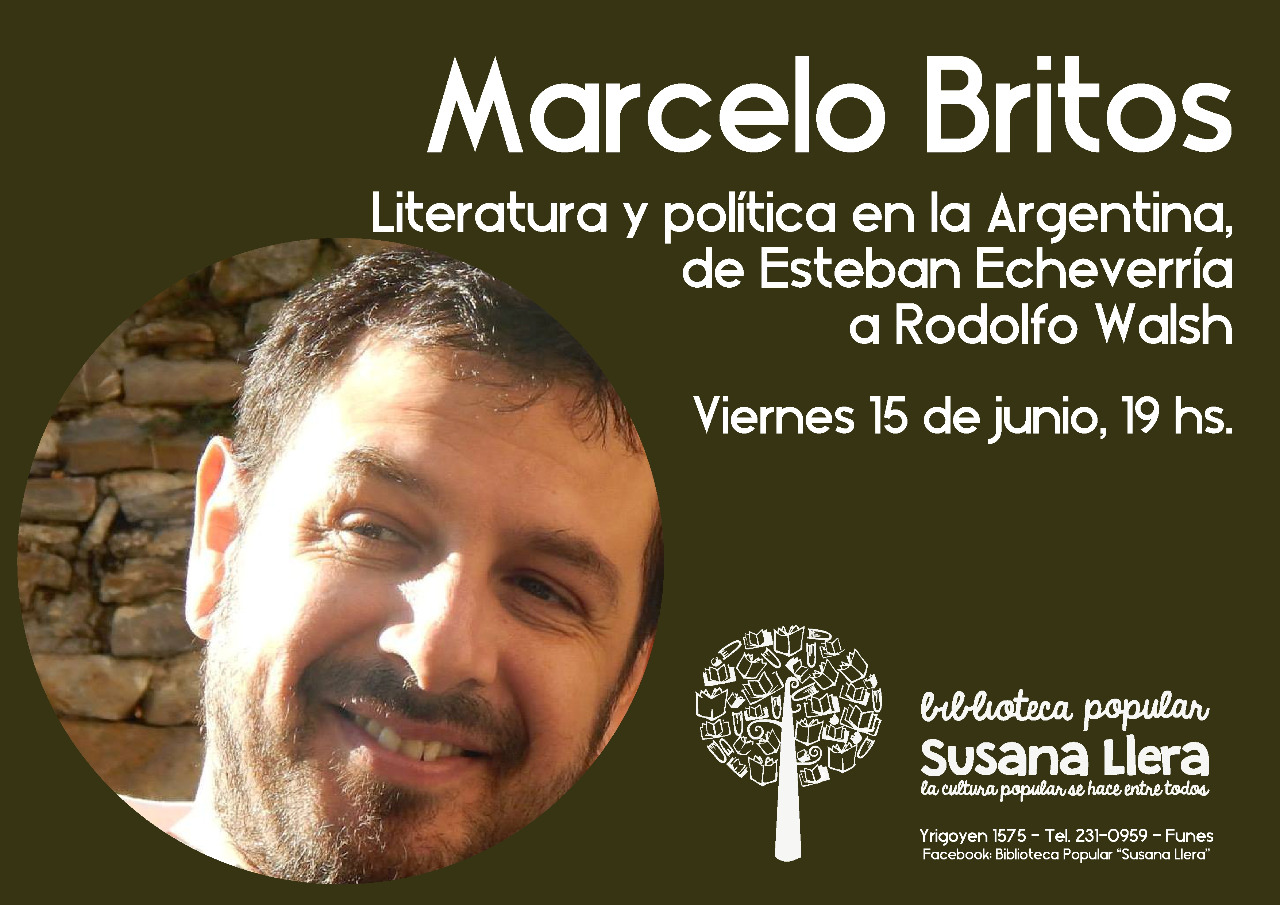 Marcelo Britos
Literatura y política en la Argentina,
de Esteban Echeverría
a Rodolfo Walsh
Viernes 15 de junio, 19 hs.
biblioteca popular
Susana Llera
la cultura popular se hace entre todos
Yrigoyen 1575 - Tel. 231-0959 - Funes
Facebook: Biblioteca Popular "Susana Llera"